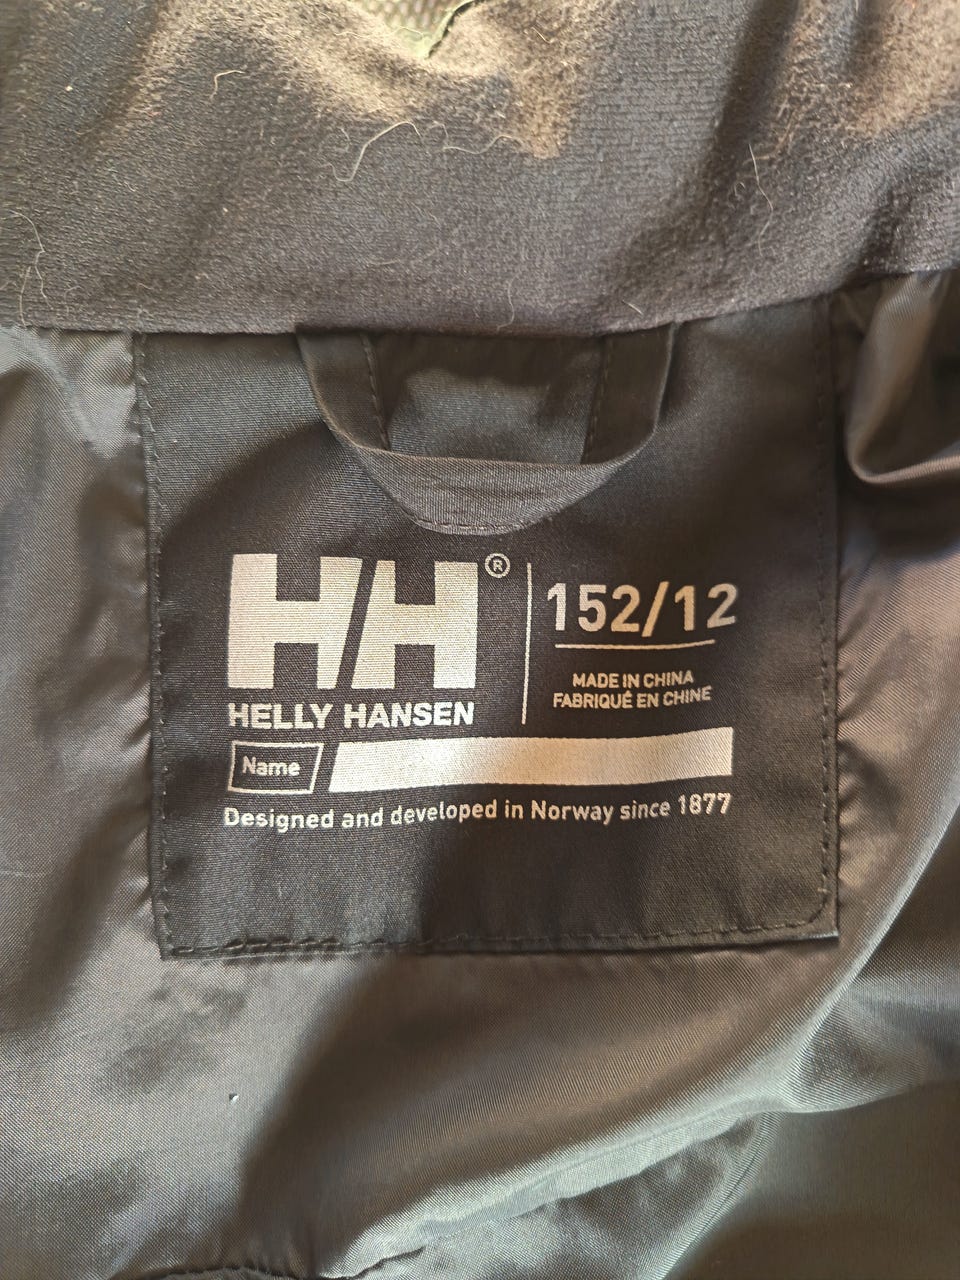 HH®
HELLY HANSEN
152/12
MADE IN CHINA
FABRIQUÉ EN CHINE
Name
Designed and developed in Norway since 1877